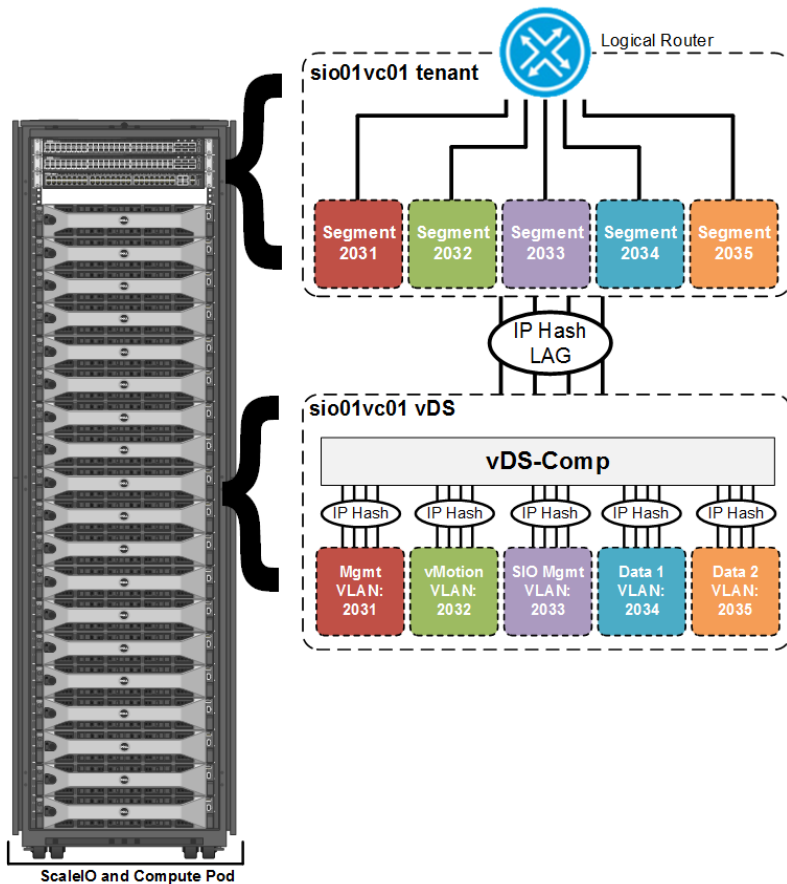 Logical Router
sio01vc01 tenant
Segment
2031
Segment
2032
Segment
2033
Segment
2034
Segment
2035
IP Hash
LAG
sio01vc01 vDS
vDS-Comp
IP Hash
IP Hash
IP Hash
IP Hash
IP Hash
Mgmt
VLAN:
2031
vMotion
VLAN:
2032
SIO Mgmt
VLAN:
2033
Data 1
VLAN:
2034
Data 2
VLAN:
2035
ScaleIO and Compute Pod